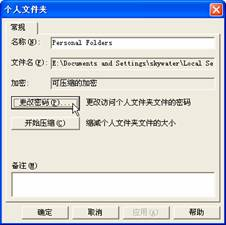 个人文件夹
常规
名称(N): Personal Folders
文件名(F): E:\Documents and Settings\skywater\Local Se
加密: 可压缩的加密
更改密码(P)... 更改访问个人文件夹文件的密码
开始压缩(C) 缩减个人文件夹文件的大小
备注(M)
确定 取消 应用(A) 帮助